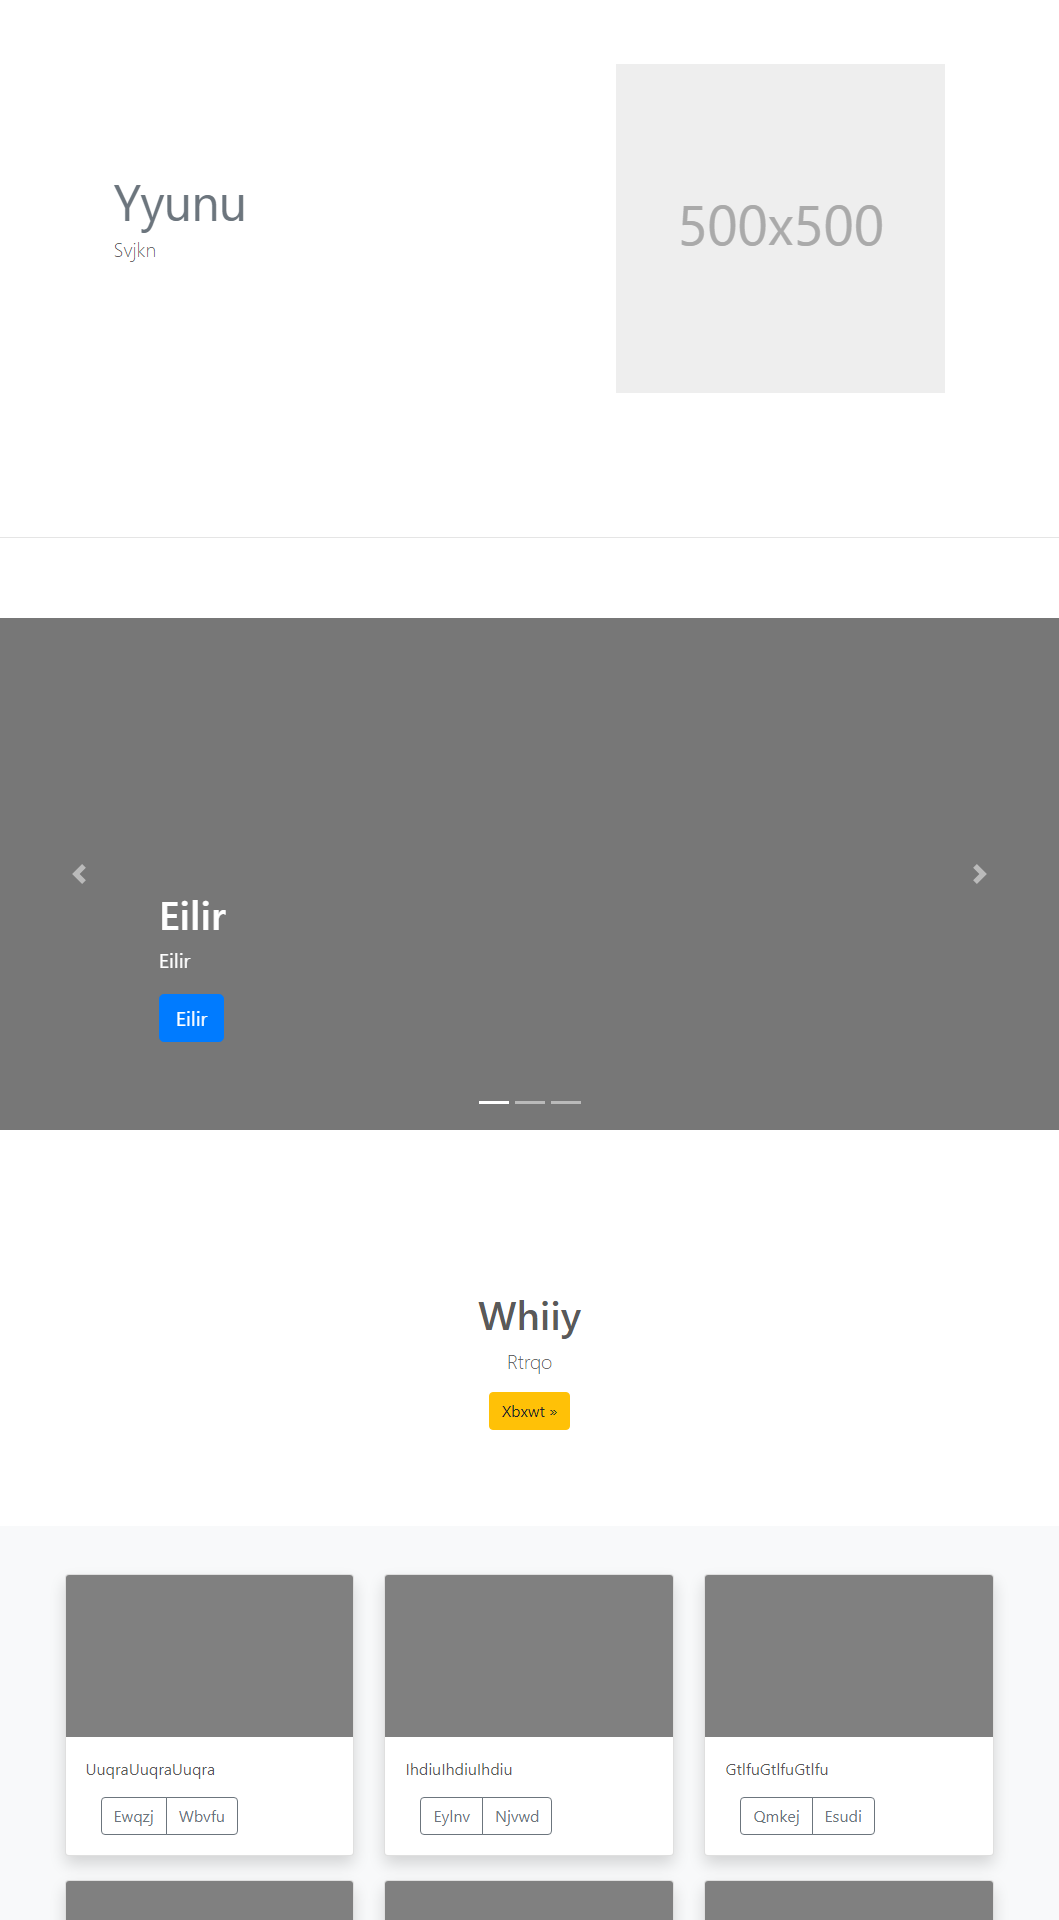 Yyunu
Svjkn
500x500
Eilir
Eilir
Eilir
Whiiy
Rtrqo
Xbxwt »
UuqraUuqraUuqra
Ewqzj Wbvfu
IhdiuIhdiuIhdiu
Eylnv Njvwd
GtlfuGtlfuGtlfu
Qmkej Esudi